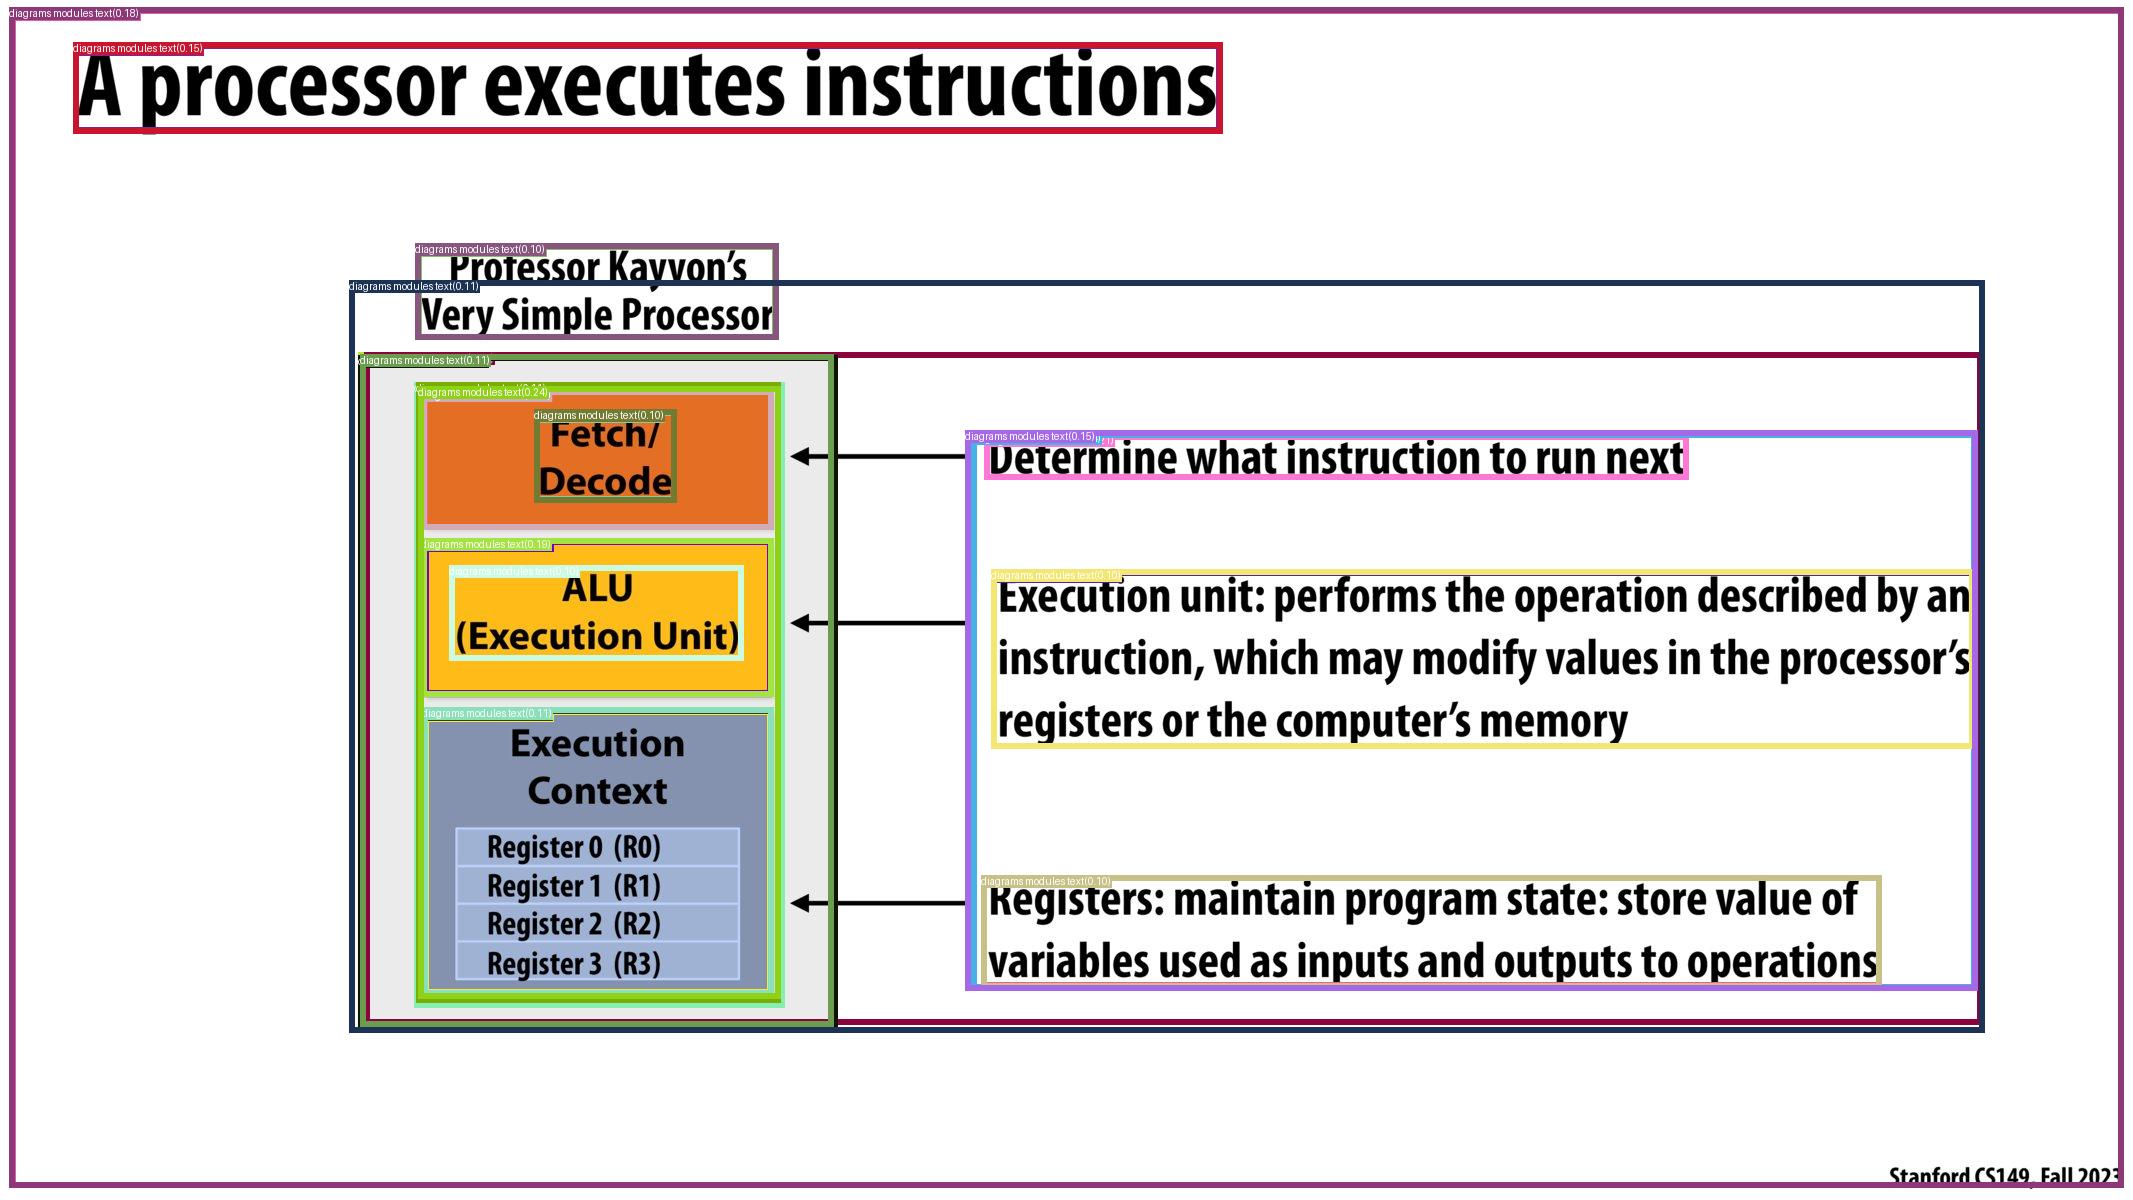 diagrams modules text(0.18)
diagrams modules text(0.15)
A processor executes instructions
diagrams modules text(0.10)
Professor Kayvon's
diagrams modules text(0.11)
Very Simple Processor
diagrams modules text(0.11)
diagrams modules text(0.24)
diagrams modules text(0.10)
Fetch/
Decode
diagrams modules text(0.15)
Determine what instruction to run next
diagrams modules text(0.19)
diagrams modules text(0.10)
ALU
(Execution Unit)
diagrams modules text(0.10)
Execution unit: performs the operation described by an
instruction, which may modify values in the processor's
registers or the computer's memory
diagrams modules text(0.11)
Execution
Context
Register 0 (R0)
Register 1 (R1)
Register 2 (R2)
Register 3 (R3)
diagrams modules text(0.10)
Registers: maintain program state: store value of
variables used as inputs and outputs to operations
Stanford CS149, Fall 2023